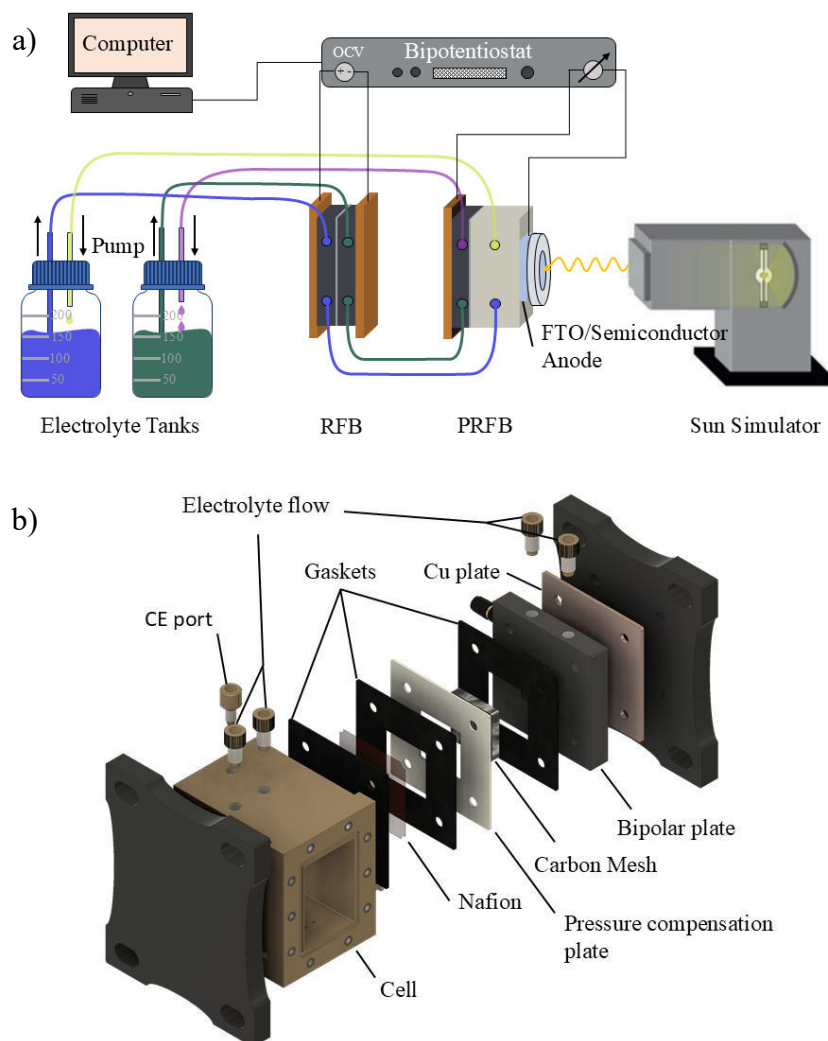 a)
Computer
OCV
Bipotentiostat
+ -
Pump
200
150
100
50
200
150
100
50
FTO/Semiconductor
Anode
Electrolyte Tanks
RFB
PRFB
Sun Simulator
b)
Electrolyte flow
Gaskets
Cu plate
CE port
Bipolar plate
Carbon Mesh
Nafion
Pressure compensation
plate
Cell